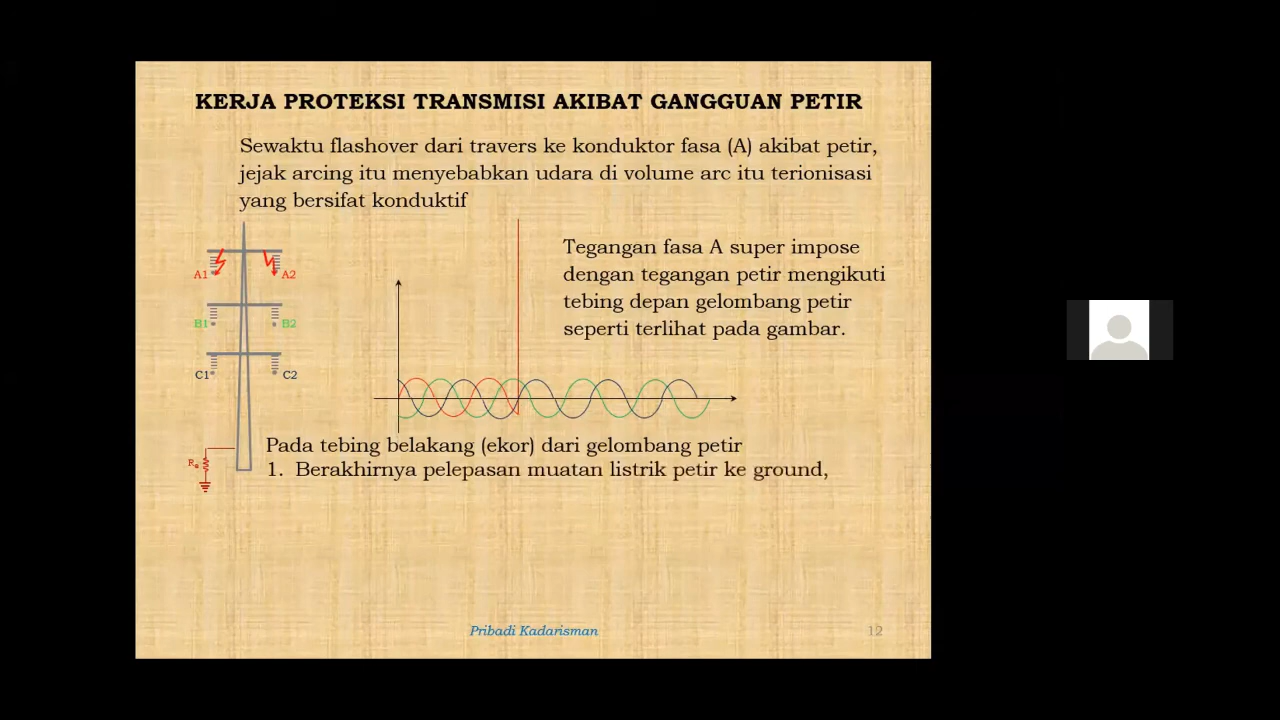 KERJA PROTEKSI TRANSMISI AKIBAT GANGGUAN PETIR
Sewaktu flashover dari travers ke konduktor fasa (A) akibat petir,
jejak arcing itu menyebabkan udara di volume arc itu terionisasi
yang bersifat konduktif
A1 A2
B1 B2
C1 C2
Re
Tegangan fasa A super impose
dengan tegangan petir mengikuti
tebing depan gelombang petir
seperti terlihat pada gambar.
Pada tebing belakang (ekor) dari gelombang petir
1. Berakhirnya pelepasan muatan listrik petir ke ground,
Pribadi Kadarisman
12